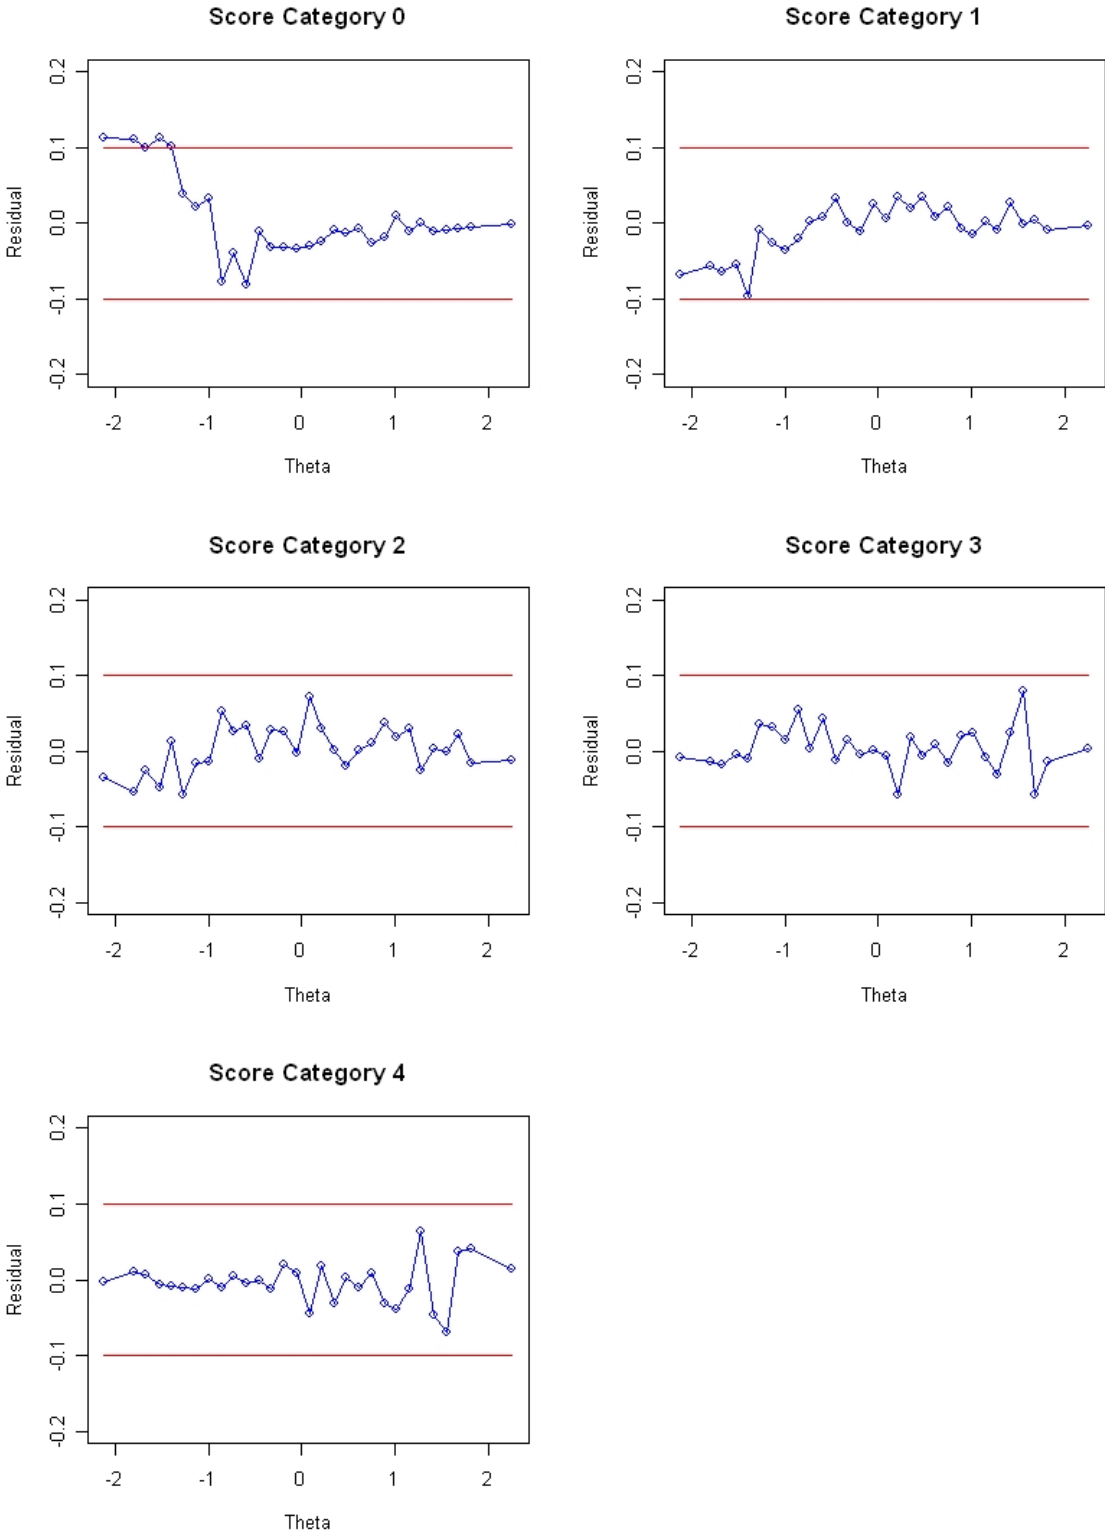 Score Category 0
0.2
0.1
0.0
-0.1
-0.2
Residual
-2 -1 0 1 2
Theta
Score Category 1
0.2
0.1
0.0
-0.1
-0.2
Residual
-2 -1 0 1 2
Theta
Score Category 2
0.2
0.1
0.0
-0.1
-0.2
Residual
-2 -1 0 1 2
Theta
Score Category 3
0.2
0.1
0.0
-0.1
-0.2
Residual
-2 -1 0 1 2
Theta
Score Category 4
0.2
0.1
0.0
-0.1
-0.2
Residual
-2 -1 0 1 2
Theta